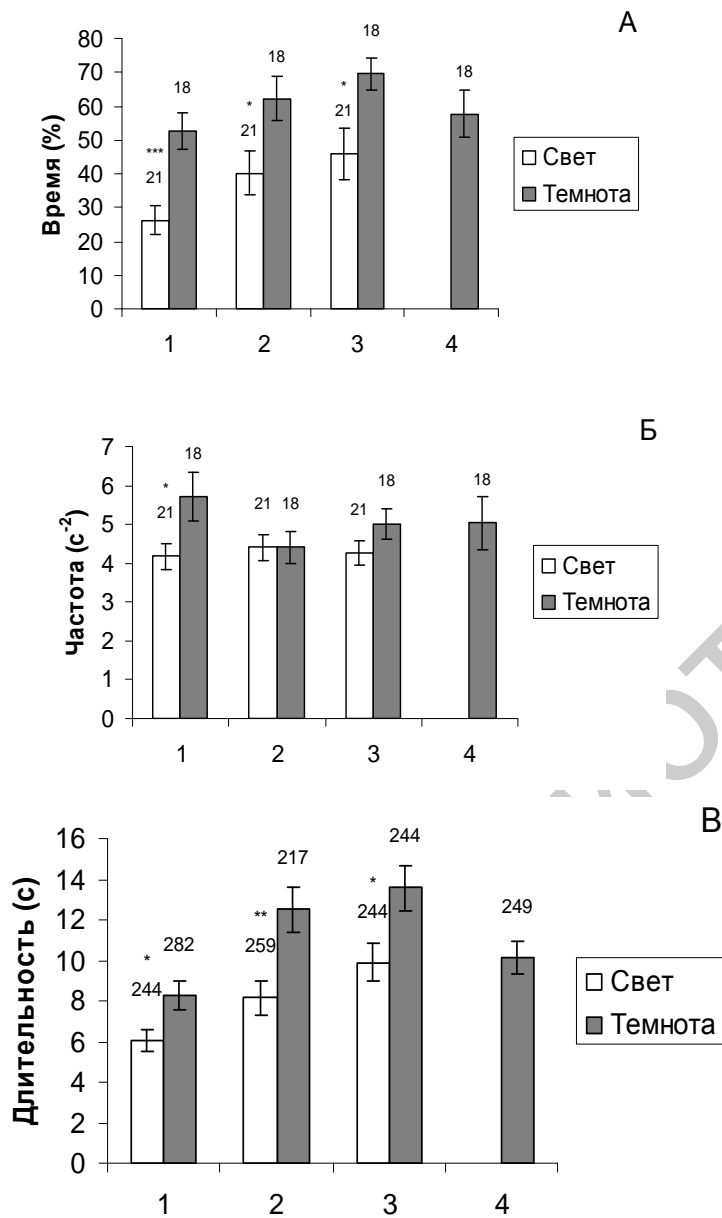 А
80
70
60
50
40
30
20
10
0
Время (%)
18 18 18 18
*** * *
21 21 21
1 2 3 4
Свет
Темнота
Б
7
6
5
4
3
2
1
0
Частота (с⁻²)
18 18 18
*
21 21 18 21
1 2 3 4
Свет
Темнота
В
16
14
12
10
8
6
4
2
0
Длительность (с)
244
217
* 249
** 244
* 282 259
244
1 2 3 4
Свет
Темнота